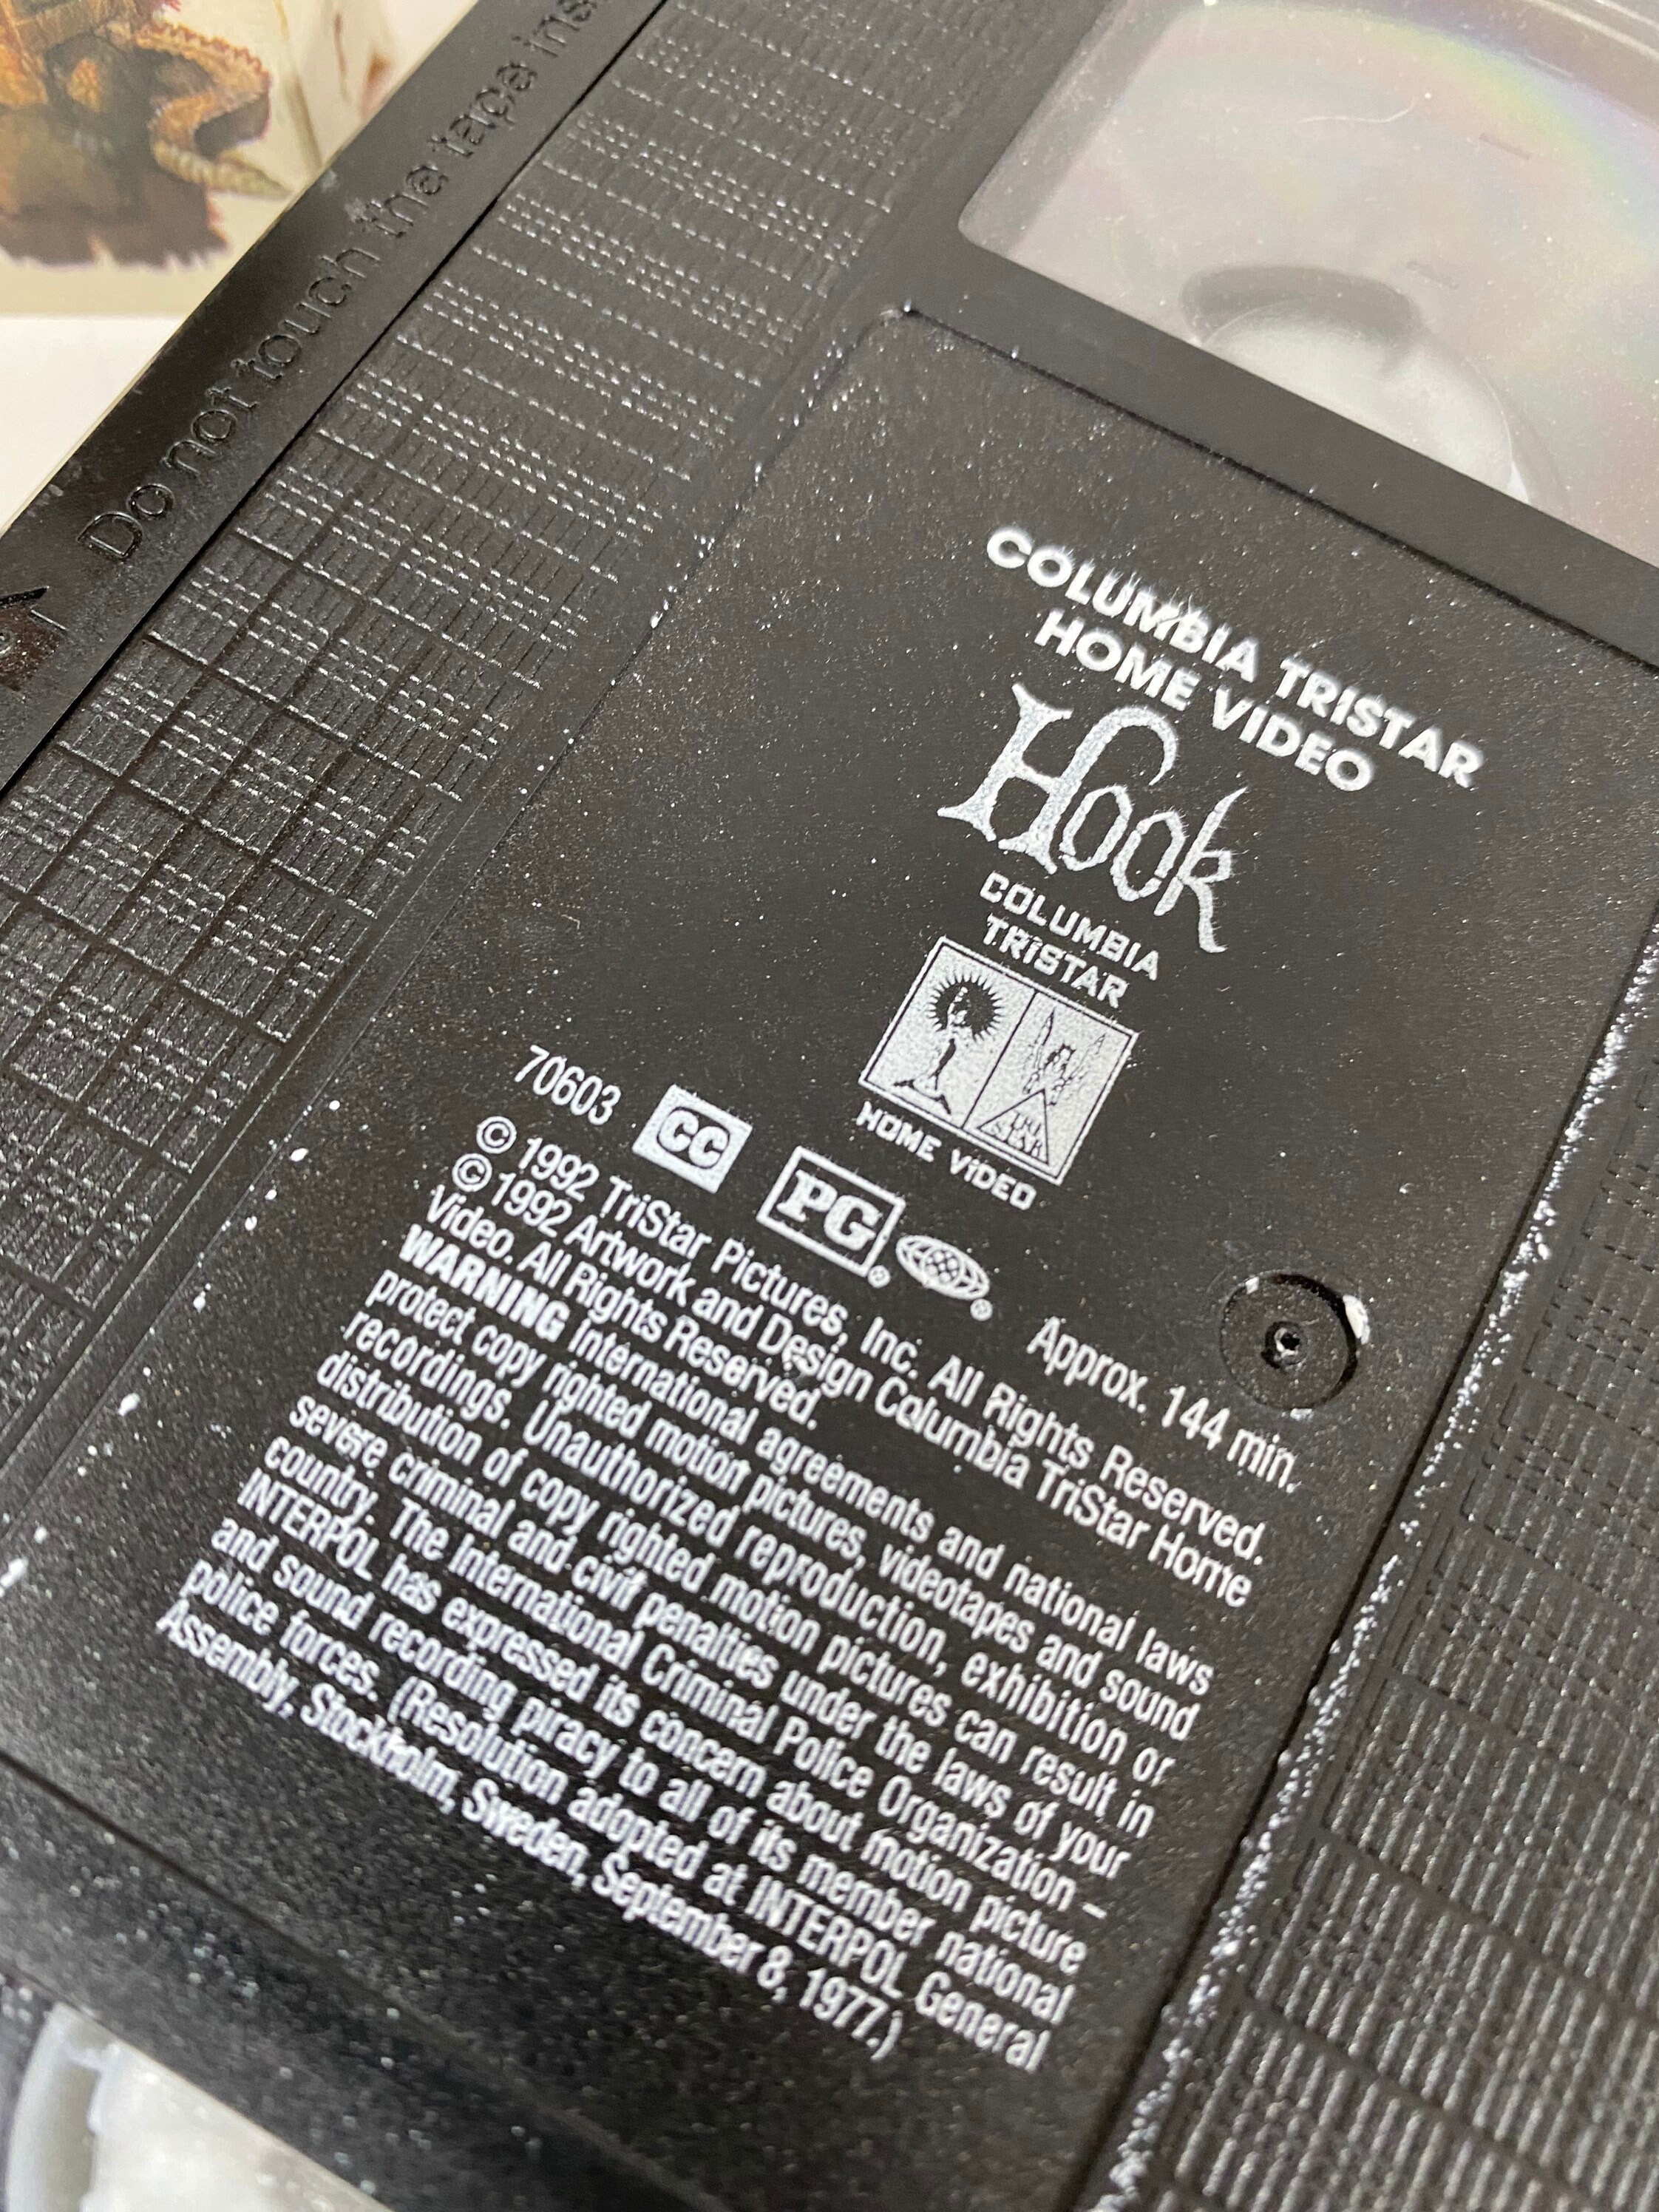 Do not touch the tape ins
COLUMBIA TRISTAR
HOME VIDEO
Hook
COLUMBIA
TRISTAR
TRI
STAR
HOME VIDEO
70603 CC PG ® ® Approx. 144 min.
© 1992 TriStar Pictures, Inc. All Rights Reserved.
© 1992 Artwork and Design Columbia TriStar Home
Video. All Rights Reserved.
WARNING International agreements and national laws
protect copy righted motion pictures, videotapes and sound
recordings. Unauthorized reproduction, exhibition or
distribution of copy righted motion pictures can result in
severe criminal and civil penalties under the laws of your
country. The International Criminal Police Organization –
INTERPOL has expressed its concern about motion picture
and sound recording piracy to all of its member national
police forces. (Resolution adopted at INTERPOL General
Assembly, Stockholm, Sweden, September 8, 1977.)